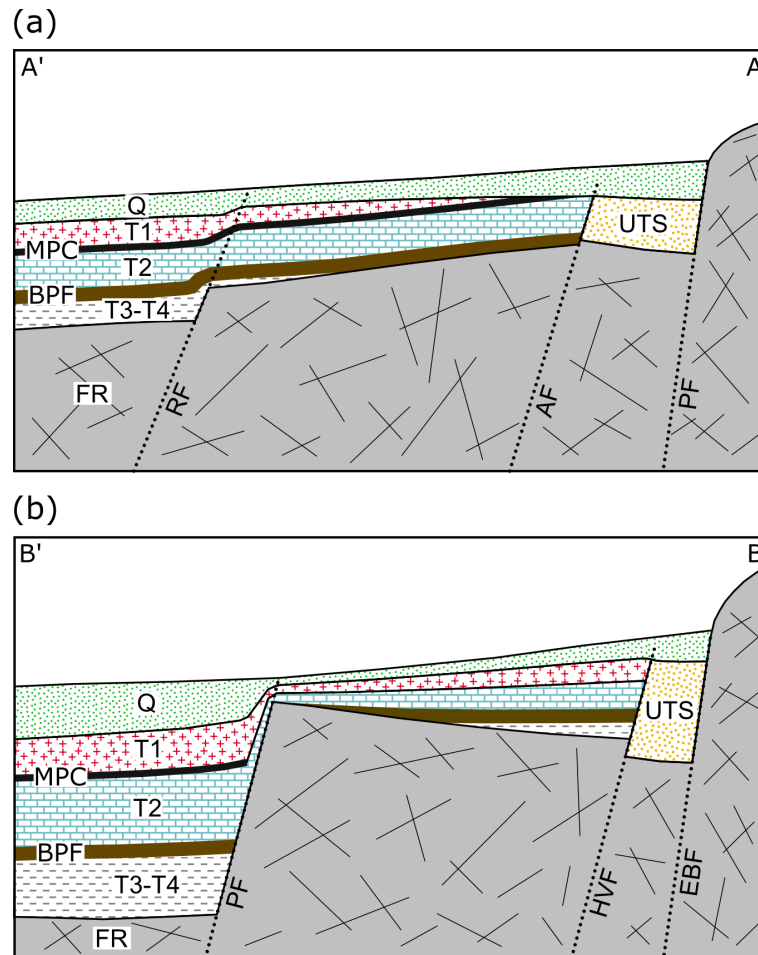 (a)
A'
A
Q
T1
UTS
MPC
T2
BPF
T3-T4
FR
RF
AF
PF
(b)
B'
B
Q
UTS
T1
MPC
T2
BPF
T3-T4
PF
HVF
EBF
FR